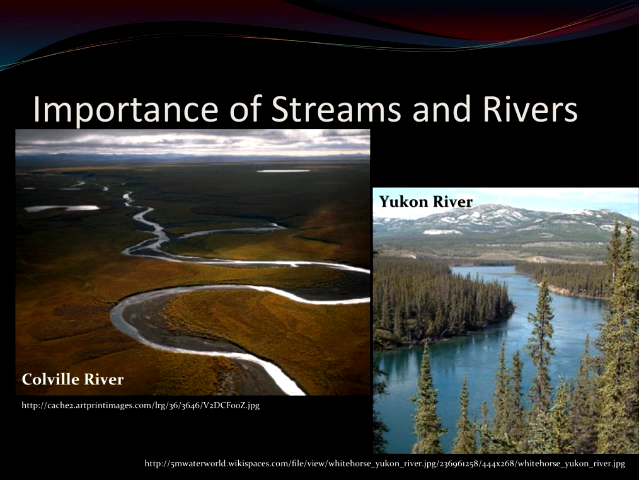 Importance of Streams and Rivers
Yukon River
Colville River
http://cache2.artprintimages.com/lrg/36/3646/V2DCF00Z.jpg
http://5mwaterworld.wikispaces.com/file/view/whitehorse_yukon_river.jpg/236961258/444x268/whitehorse_yukon_river.jpg